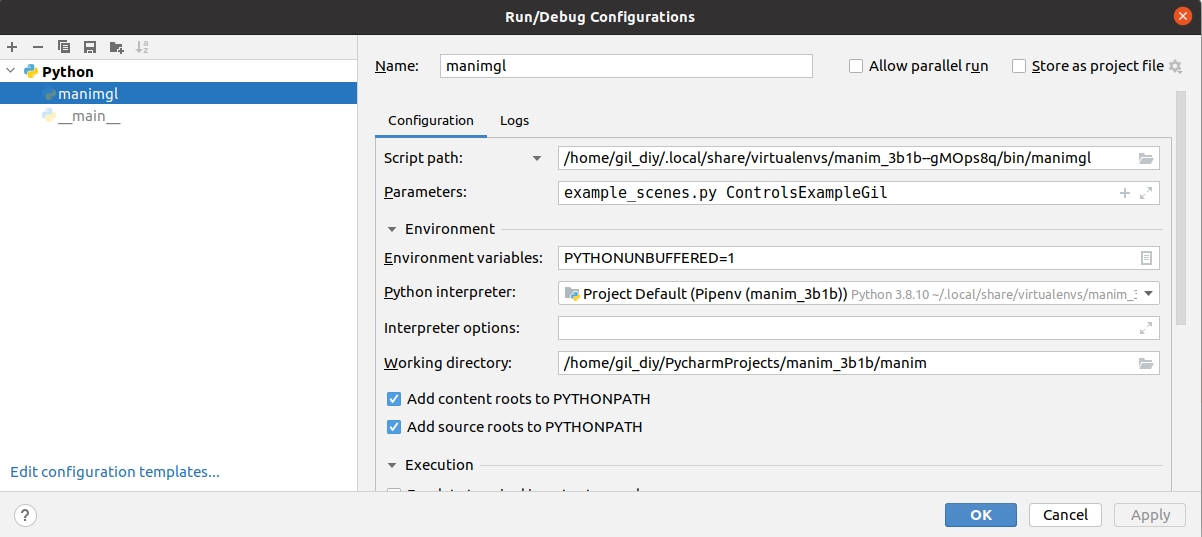 Run/Debug Configurations
Python
manimgl
__main__
Edit configuration templates...
Name: manimgl Allow parallel run Store as project file
Configuration Logs
Script path: /home/gil_diy/.local/share/virtualenvs/manim_3b1b--gMOps8q/bin/manimgl
Parameters: example_scenes.py ControlsExampleGil
Environment
Environment variables: PYTHONUNBUFFERED=1
Python interpreter: Project Default (Pipenv (manim_3b1b)) Python 3.8.10 ~/.local/share/virtualenvs/manim_3
Interpreter options:
Working directory: /home/gil_diy/PycharmProjects/manim_3b1b/manim
Add content roots to PYTHONPATH
Add source roots to PYTHONPATH
Execution
? OK Cancel Apply